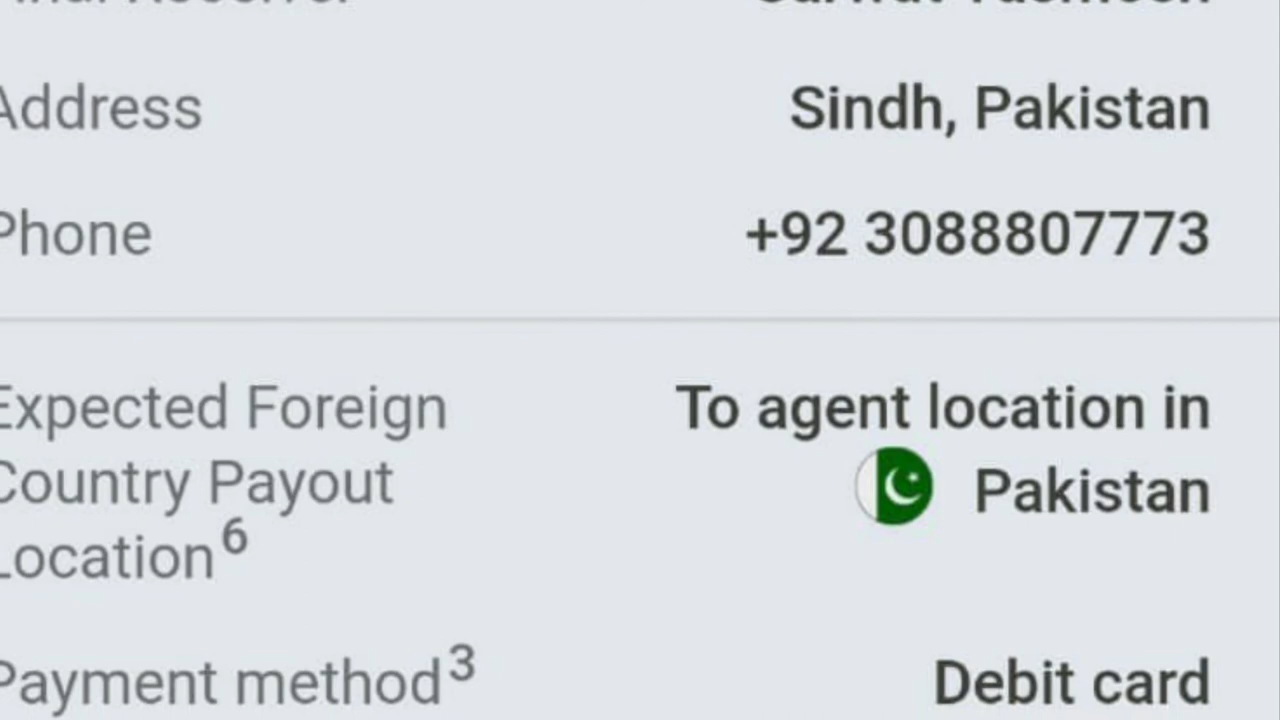 Address Sindh, Pakistan
Phone +92 3088807773
Expected Foreign To agent location in
Country Payout Pakistan
Location6
Payment method3 Debit card